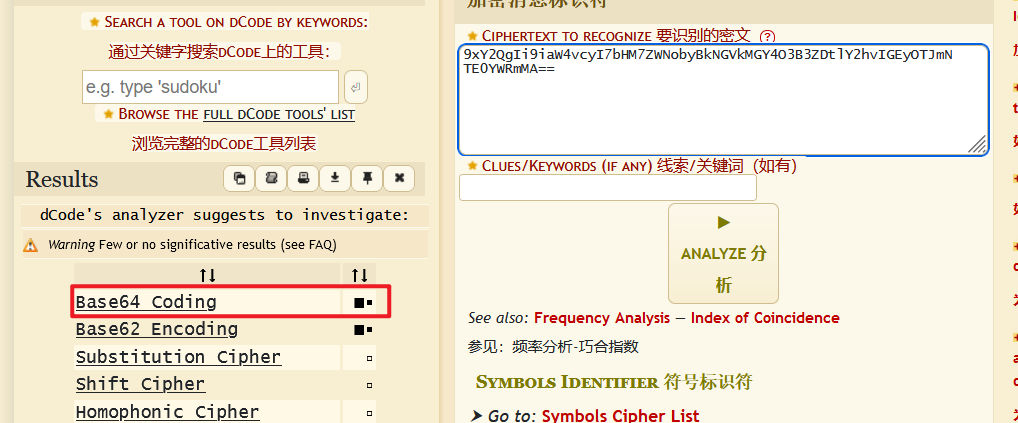 ★ SEARCH A TOOL ON DCODE BY KEYWORDS:
通过关键字搜索DCODE上的工具：
e.g. type 'sudoku'
★ BROWSE THE FULL DCODE TOOLS' LIST
浏览完整的DCODE工具列表
Results
dCode's analyzer suggests to investigate:
Warning Few or no significative results (see FAQ)
↑↓ ↑↓
Base64 Coding
Base62 Encoding
Substitution Cipher
Shift Cipher
Homophonic Cipher
加密消息标识符
★ CIPHERTEXT TO RECOGNIZE 要识别的密文 (?)
9xY2QgIi9iaW4vcyI7bHM7ZWNobyBkNGVkMGY4O3B3ZDtlY2hvIGEyOTJmN
TE0YWRmMA==
★ CLUES/KEYWORDS (IF ANY) 线索/关键词（如有）
▶
ANALYZE 分
析
See also: Frequency Analysis — Index of Coincidence
参见：频率分析-巧合指数
SYMBOLS IDENTIFIER 符号标识符
➤ Go to: Symbols Cipher List